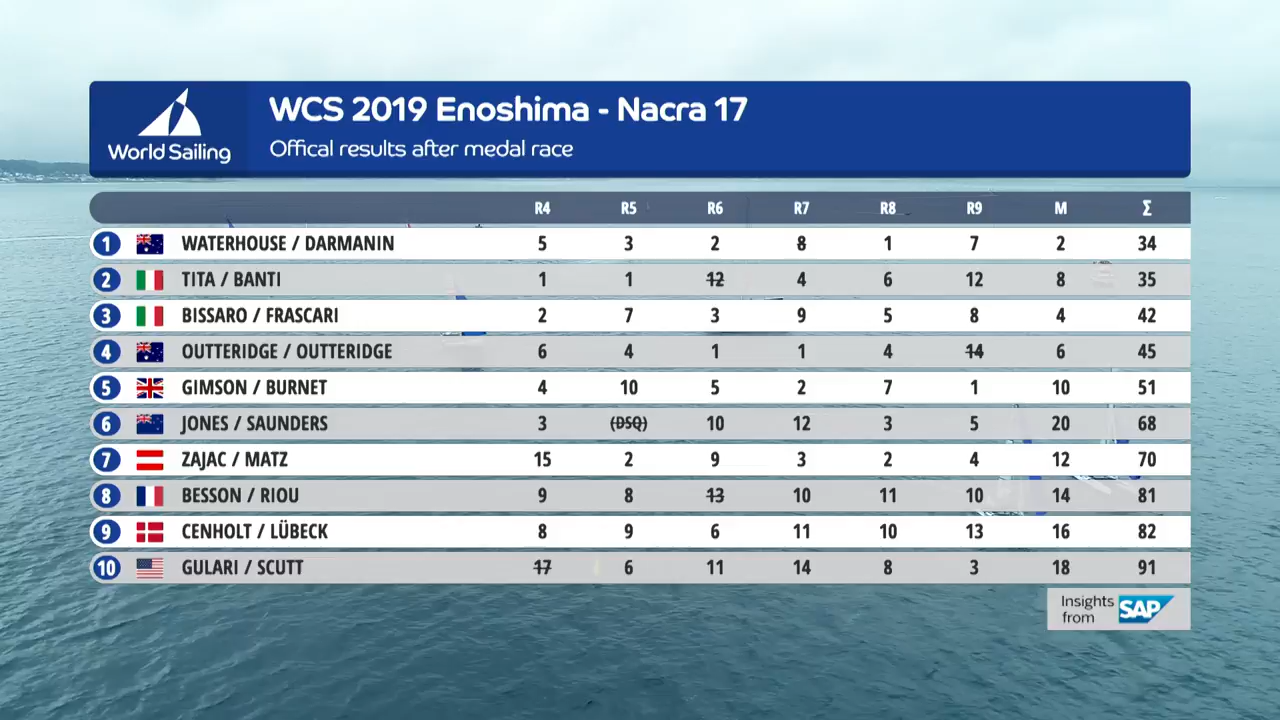 World Sailing
WCS 2019 Enoshima - Nacra 17
Offical results after medal race
R4 R5 R6 R7 R8 R9 M Σ
1 WATERHOUSE / DARMANIN 5 3 2 8 1 7 2 34
2 TITA / BANTI 1 1 12 4 6 12 8 35
3 BISSARO / FRASCARI 2 7 3 9 5 8 4 42
4 OUTTERIDGE / OUTTERIDGE 6 4 1 1 4 14 6 45
5 GIMSON / BURNET 4 10 5 2 7 1 10 51
6 JONES / SAUNDERS 3 (DSQ) 10 12 3 5 20 68
7 ZAJAC / MATZ 15 2 9 3 2 4 12 70
8 BESSON / RIOU 9 8 13 10 11 10 14 81
9 CENHOLT / LÜBECK 8 9 6 11 10 13 16 82
10 GULARI / SCUTT 17 6 11 14 8 3 18 91
Insights
from SAP